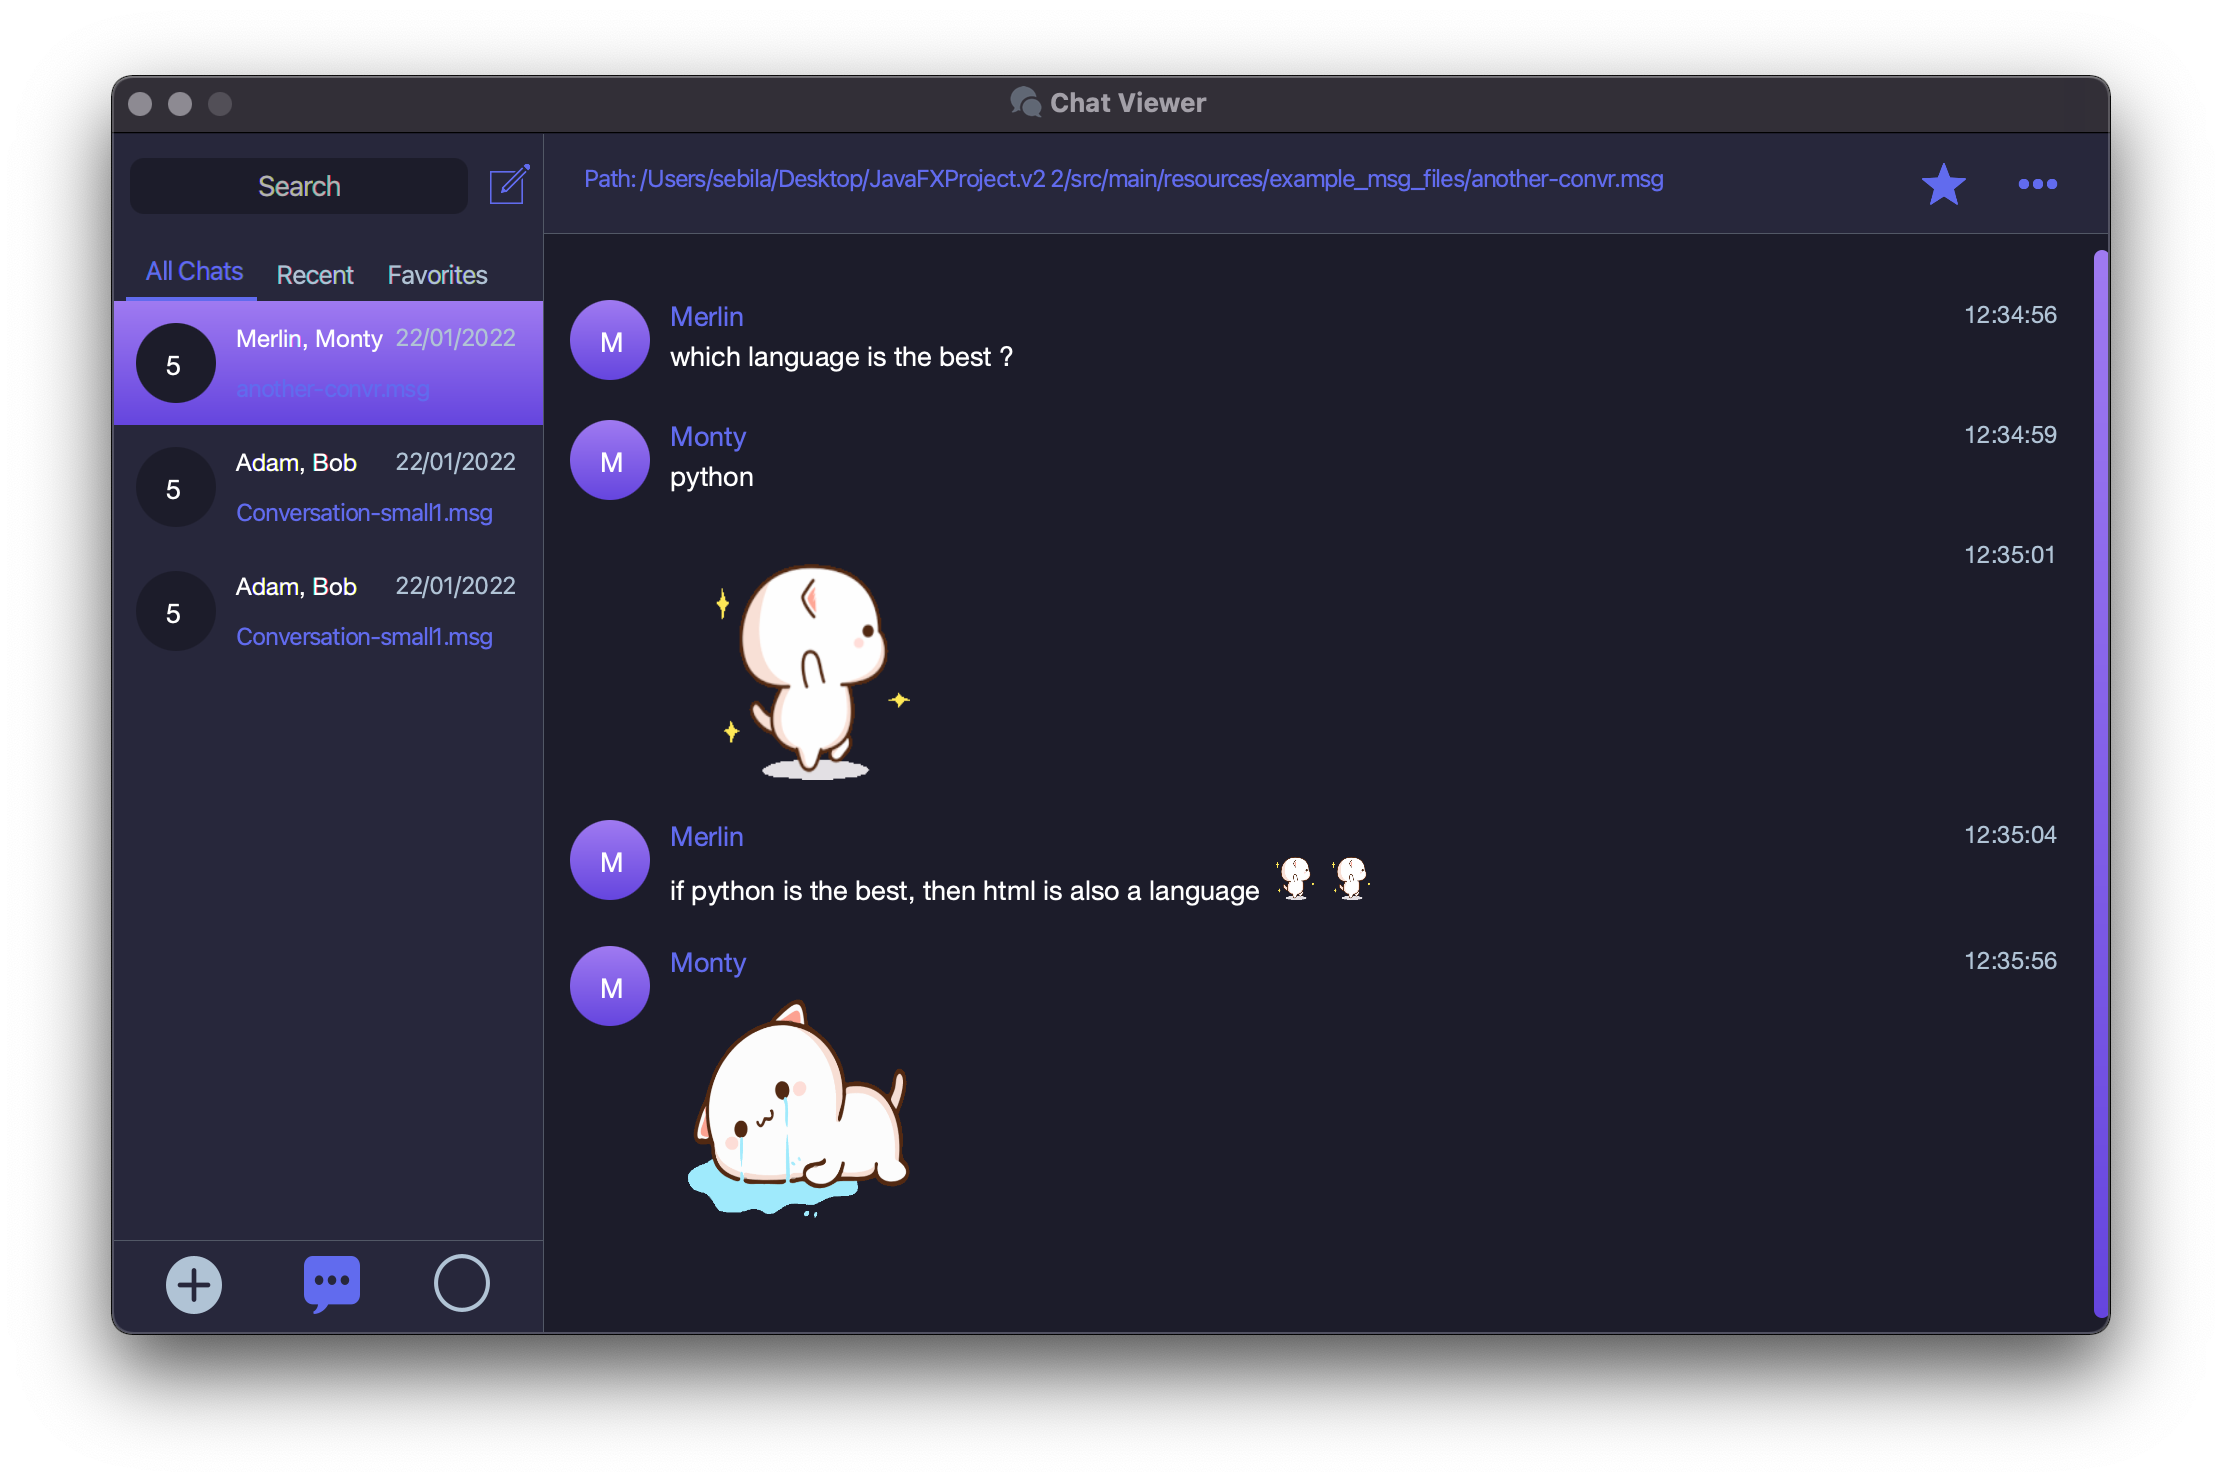 Chat Viewer
Search
All Chats Recent Favorites
5
Merlin, Monty 22/01/2022
another-convr.msg
5
Adam, Bob 22/01/2022
Conversation-small1.msg
5
Adam, Bob 22/01/2022
Conversation-small1.msg
Path: /Users/sebila/Desktop/JavaFXProject.v2 2/src/main/resources/example_msg_files/another-convr.msg
M
Merlin 12:34:56
which language is the best ?
M
Monty 12:34:59
python
12:35:01
M
Merlin 12:35:04
if python is the best, then html is also a language
M
Monty 12:35:56